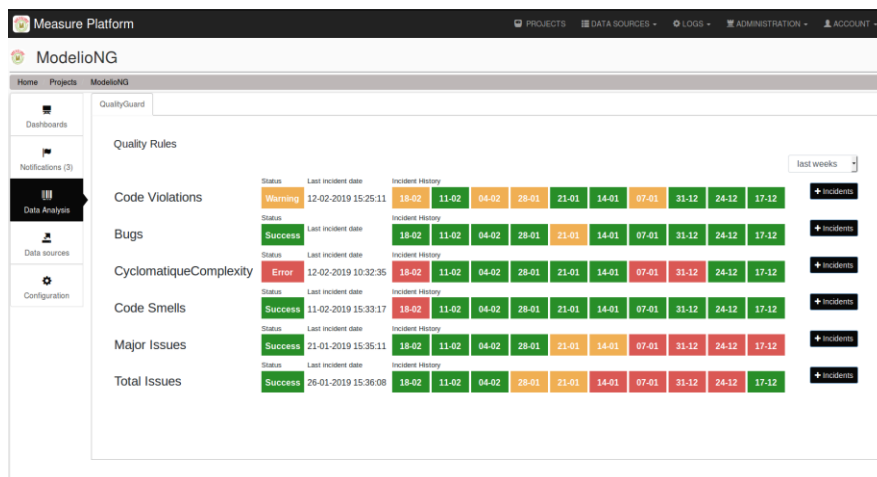 Measure Platform
PROJECTS DATA SOURCES LOGS ADMINISTRATION ACCOUNT
ModelioNG
Home Projects ModelioNG
Dashboards
Notifications (3)
Data Analysis
Data sources
Configuration
QualityGuard
Quality Rules
last weeks
Status Last incident date Incident History
Code Violations Warning 12-02-2019 15:25:11 18-02 11-02 04-02 28-01 21-01 14-01 07-01 31-12 24-12 17-12 + Incidents
Status Last incident date Incident History
Bugs Success 18-02 11-02 04-02 28-01 21-01 14-01 07-01 31-12 24-12 17-12 + Incidents
Status Last incident date Incident History
CyclomatiqueComplexity Error 12-02-2019 10:32:35 18-02 11-02 04-02 28-01 21-01 14-01 07-01 31-12 24-12 17-12 + Incidents
Status Last incident date Incident History
Code Smells Success 11-02-2019 15:33:17 18-02 11-02 04-02 28-01 21-01 14-01 07-01 31-12 24-12 17-12 + Incidents
Status Last incident date Incident History
Major Issues Success 21-01-2019 15:35:11 18-02 11-02 04-02 28-01 21-01 14-01 07-01 31-12 24-12 17-12 + Incidents
Status Last incident date Incident History
Total Issues Success 26-01-2019 15:36:08 18-02 11-02 04-02 28-01 21-01 14-01 07-01 31-12 24-12 17-12 + Incidents